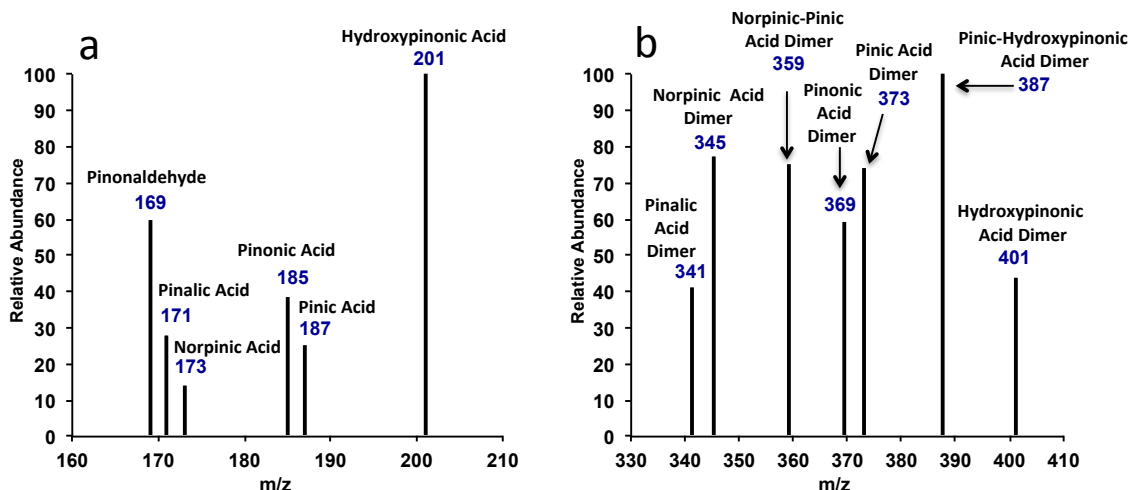 a
Hydroxypinonic Acid
201
Pinonaldehyde
169
Pinalic Acid
171
Norpinic Acid
173
Pinonic Acid
185
Pinic Acid
187
Relative Abundance
100
90
80
70
60
50
40
30
20
10
0
160 170 180 190 200 210
m/z
b
Norpinic-Pinic
Acid Dimer
359
Pinic Acid
Dimer
373
Pinic-Hydroxypinonic
Acid Dimer
387
Norpinic Acid
Dimer
345
Pinonic
Acid
Dimer
369
Pinalic
Acid
Dimer
341
Hydroxypinonic
Acid Dimer
401
Relative Abundance
100
90
80
70
60
50
40
30
20
10
0
330 340 350 360 370 380 390 400 410
m/z